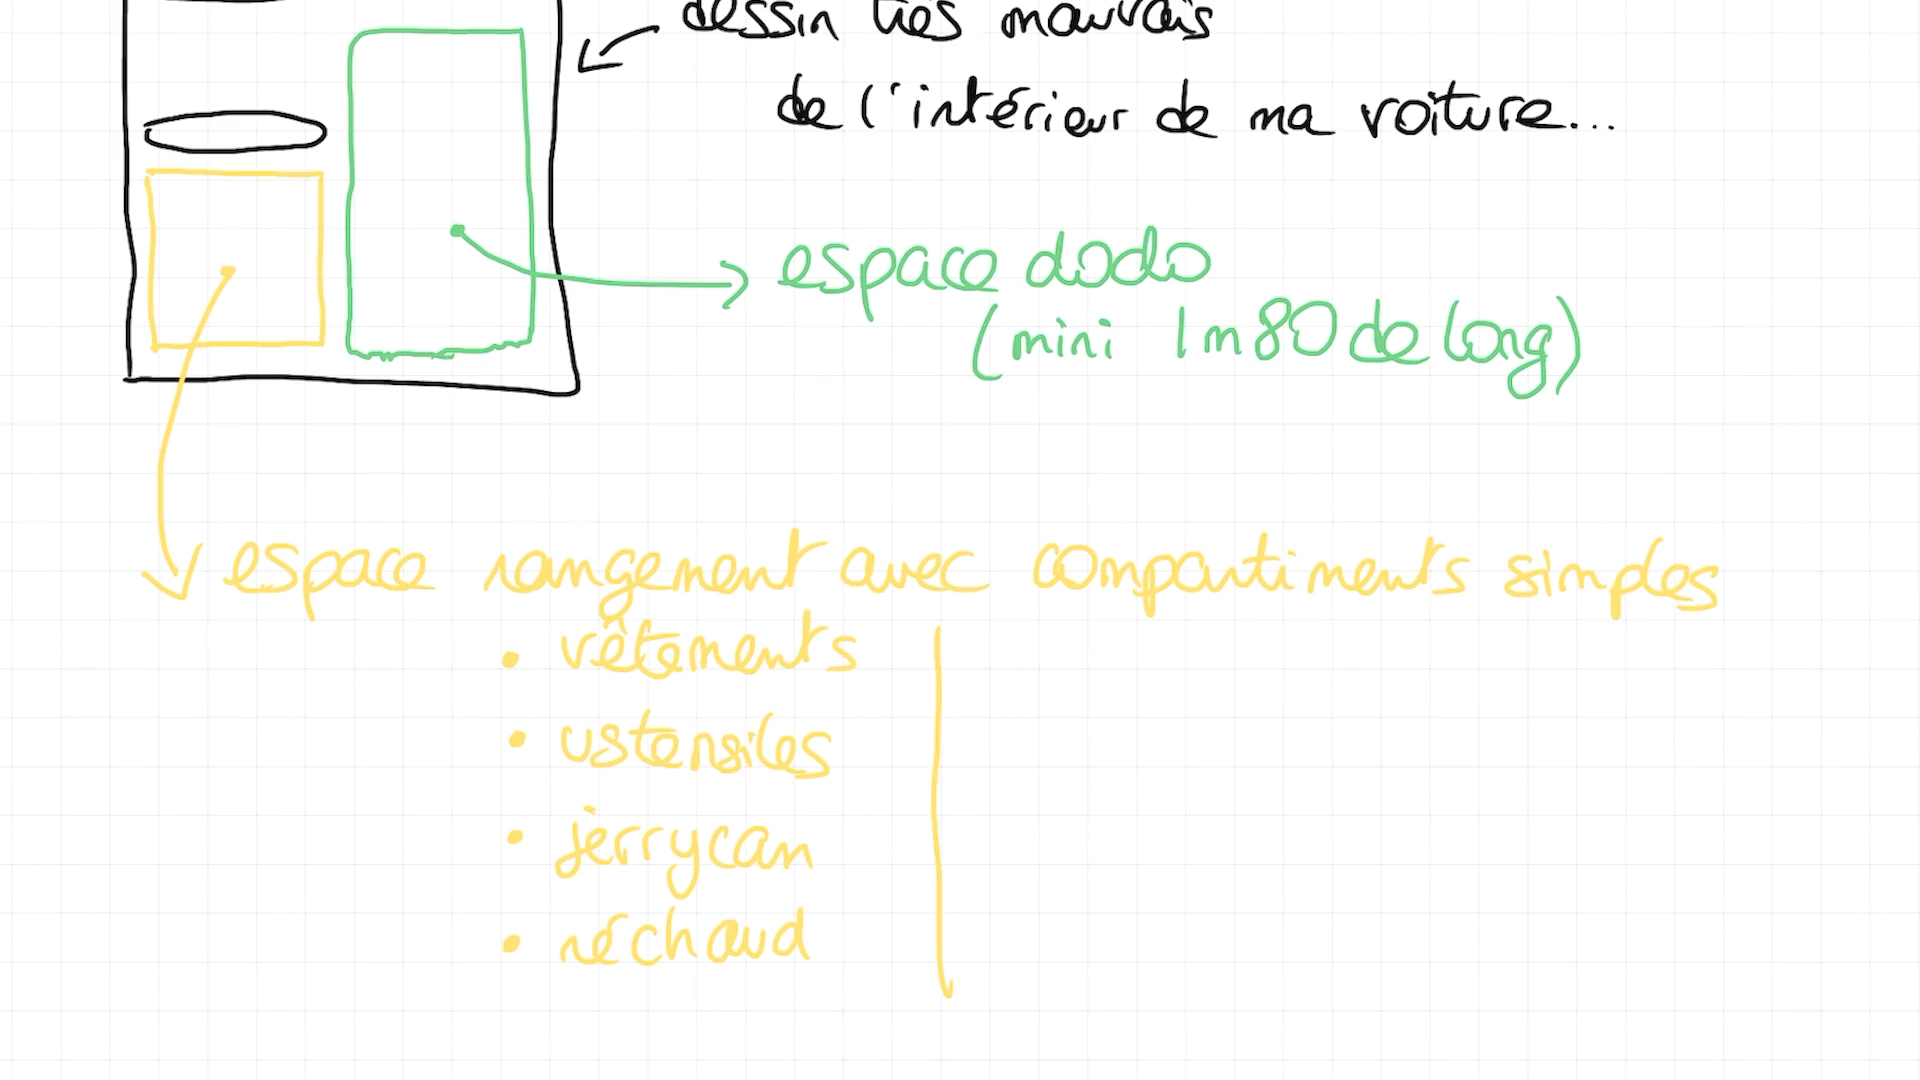 dessin très mauvais
de l'intérieur de ma voiture...
espace dodo
(mini 1m80 de long)
espace rangement avec compartiments simples
• vêtements
• ustensiles
• jerrycan
• réchaud